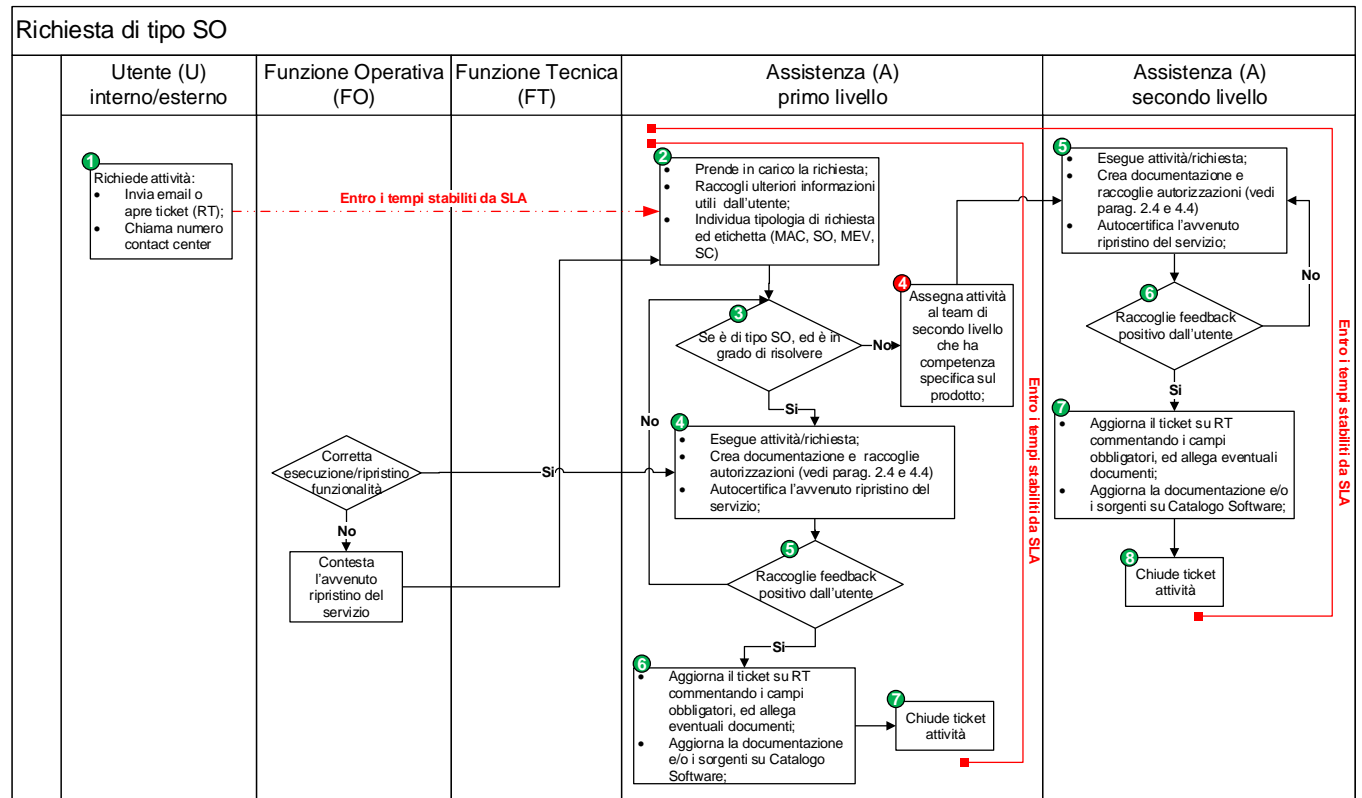 Richiesta di tipo SO
Utente (U)
interno/esterno
Funzione Operativa
(FO)
Funzione Tecnica
(FT)
Assistenza (A)
primo livello
Assistenza (A)
secondo livello
1
Richiede attività:
• Invia email o
apre ticket (RT);
• Chiama numero
contact center
Entro i tempi stabiliti da SLA
2
• Prende in carico la richiesta;
• Raccogli ulteriori informazioni
utili dall'utente;
• Individua tipologia di richiesta
ed etichetta (MAC, SO, MEV,
SC)
3
Se è di tipo SO, ed è in
grado di risolvere
No
4
Assegna attività
al team di
secondo livello
che ha
competenza
specifica sul
prodotto;
Si
No
4
• Esegue attività/richiesta;
• Crea documentazione e raccoglie
autorizzazioni (vedi parag. 2.4 e 4.4)
• Autocertifica l'avvenuto ripristino del
servizio;
Corretta
esecuzione/ripristino
funzionalità
Si
No
Contesta
l'avvenuto
ripristino del
servizio
5
Raccoglie feedback
positivo dall'utente
Si
6
• Aggiorna il ticket su RT
commentando i campi
obbligatori, ed allega
eventuali documenti;
• Aggiorna la documentazione
e/o i sorgenti su Catalogo
Software;
7
Chiude ticket
attività
Entro i tempi stabiliti da SLA
5
• Esegue attività/richiesta;
• Crea documentazione e
raccoglie autorizzazioni (vedi
parag. 2.4 e 4.4)
• Autocertifica l'avvenuto
ripristino del servizio;
No
6
Raccoglie feedback
positivo dall'utente
Si
7
• Aggiorna il ticket su RT
commentando i campi
obbligatori, ed allega eventuali
documenti;
• Aggiorna la documentazione e/o
i sorgenti su Catalogo Software;
8
Chiude ticket
attività
Entro i tempi stabiliti da SLA